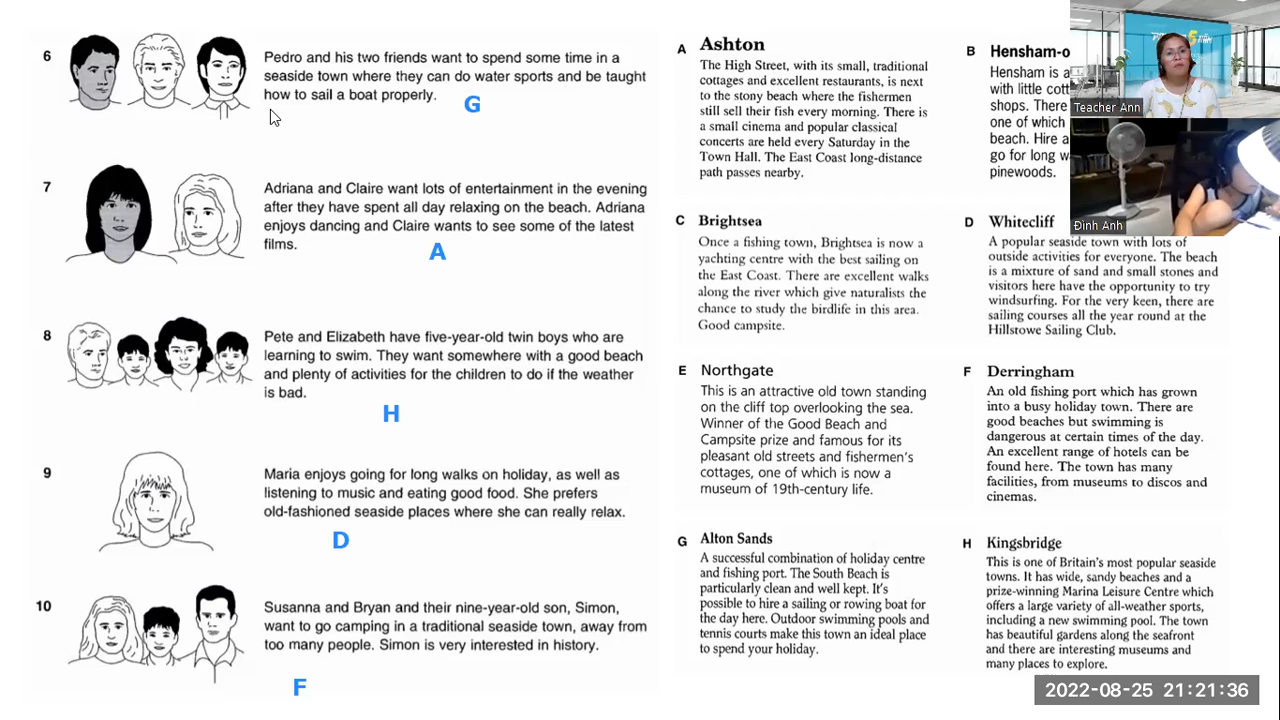 6
Pedro and his two friends want to spend some time in a
seaside town where they can do water sports and be taught
how to sail a boat properly.
G
7
Adriana and Claire want lots of entertainment in the evening
after they have spent all day relaxing on the beach. Adriana
enjoys dancing and Claire wants to see some of the latest
films.
A
8
Pete and Elizabeth have five-year-old twin boys who are
learning to swim. They want somewhere with a good beach
and plenty of activities for the children to do if the weather
is bad.
H
9
Maria enjoys going for long walks on holiday, as well as
listening to music and eating good food. She prefers
old-fashioned seaside places where she can really relax.
D
10
Susanna and Bryan and their nine-year-old son, Simon,
want to go camping in a traditional seaside town, away from
too many people. Simon is very interested in history.
F
A Ashton
The High Street, with its small, traditional
cottages and excellent restaurants, is next
to the stony beach where the fishermen
still sell their fish every morning. There is
a small cinema and popular classical
concerts are held every Saturday in the
Town Hall. The East Coast long-distance
path passes nearby.
B Hensham-o
Hensham is a
with little cott
shops. There
one of which
beach. Hire a
go for long w
pinewoods.
C Brightsea
Once a fishing town, Brightsea is now a
yachting centre with the best sailing on
the East Coast. There are excellent walks
along the river which give naturalists the
chance to study the birdlife in this area.
Good campsite.
D Whitecliff
A popular seaside town with lots of
outside activities for everyone. The beach
is a mixture of sand and small stones and
visitors here have the opportunity to try
windsurfing. For the very keen, there are
sailing courses all the year round at the
Hillstowe Sailing Club.
E Northgate
This is an attractive old town standing
on the cliff top overlooking the sea.
Winner of the Good Beach and
Campsite prize and famous for its
pleasant old streets and fishermen's
cottages, one of which is now a
museum of 19th-century life.
F Derringham
An old fishing port which has grown
into a busy holiday town. There are
good beaches but swimming is
dangerous at certain times of the day.
An excellent range of hotels can be
found here. The town has many
facilities, from museums to discos and
cinemas.
G Alton Sands
A successful combination of holiday centre
and fishing port. The South Beach is
particularly clean and well kept. It's
possible to hire a sailing or rowing boat for
the day here. Outdoor swimming pools and
tennis courts make this town an ideal place
to spend your holiday.
H Kingsbridge
This is one of Britain's most popular seaside
towns. It has wide, sandy beaches and a
prize-winning Marina Leisure Centre which
offers a large variety of all-weather sports,
including a new swimming pool. The town
has beautiful gardens along the seafront
and there are interesting museums and
many places to explore.
Teacher Ann
Đình Anh
2022-08-25 21:21:36